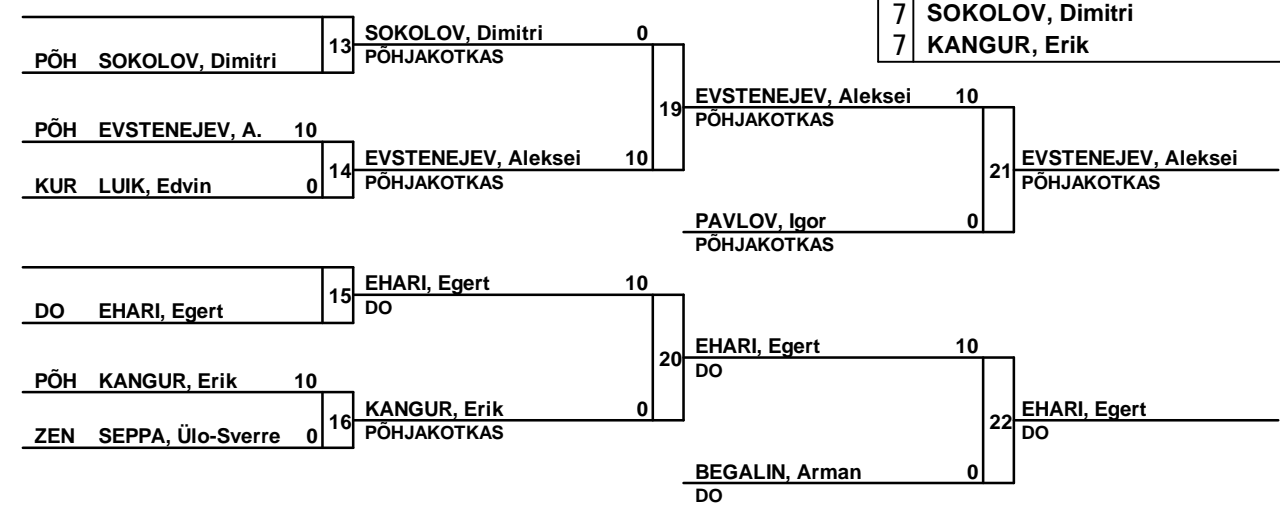 7 SOKOLOV, Dimitri
7 KANGUR, Erik
13 SOKOLOV, Dimitri 0
PÕHJAKOTKAS
PÕH SOKOLOV, Dimitri
19 EVSTENEJEV, Aleksei 10
PÕHJAKOTKAS
PÕH EVSTENEJEV, A. 10
14 EVSTENEJEV, Aleksei 10
PÕHJAKOTKAS
KUR LUIK, Edvin 0
21 EVSTENEJEV, Aleksei
PÕHJAKOTKAS
PAVLOV, Igor 0
PÕHJAKOTKAS
15 EHARI, Egert 10
DO
DO EHARI, Egert
20 EHARI, Egert 10
DO
PÕH KANGUR, Erik 10
16 KANGUR, Erik 0
PÕHJAKOTKAS
ZEN SEPPA, Ülo-Sverre 0
22 EHARI, Egert
DO
BEGALIN, Arman 0
DO